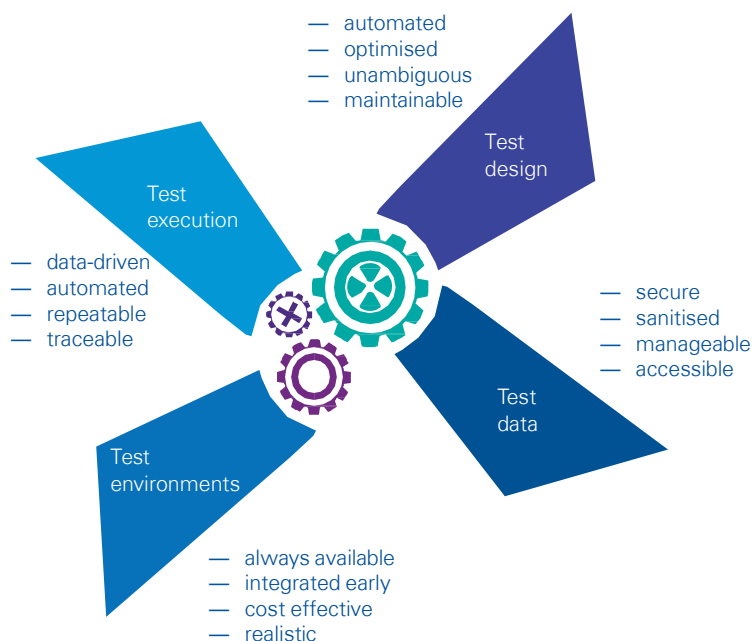 — automated
— optimised
— unambiguous
— maintainable
Test
design
Test
execution
— data-driven
— automated
— repeatable
— traceable
— secure
— sanitised
— manageable
— accessible
Test
data
Test
environments
— always available
— integrated early
— cost effective
— realistic